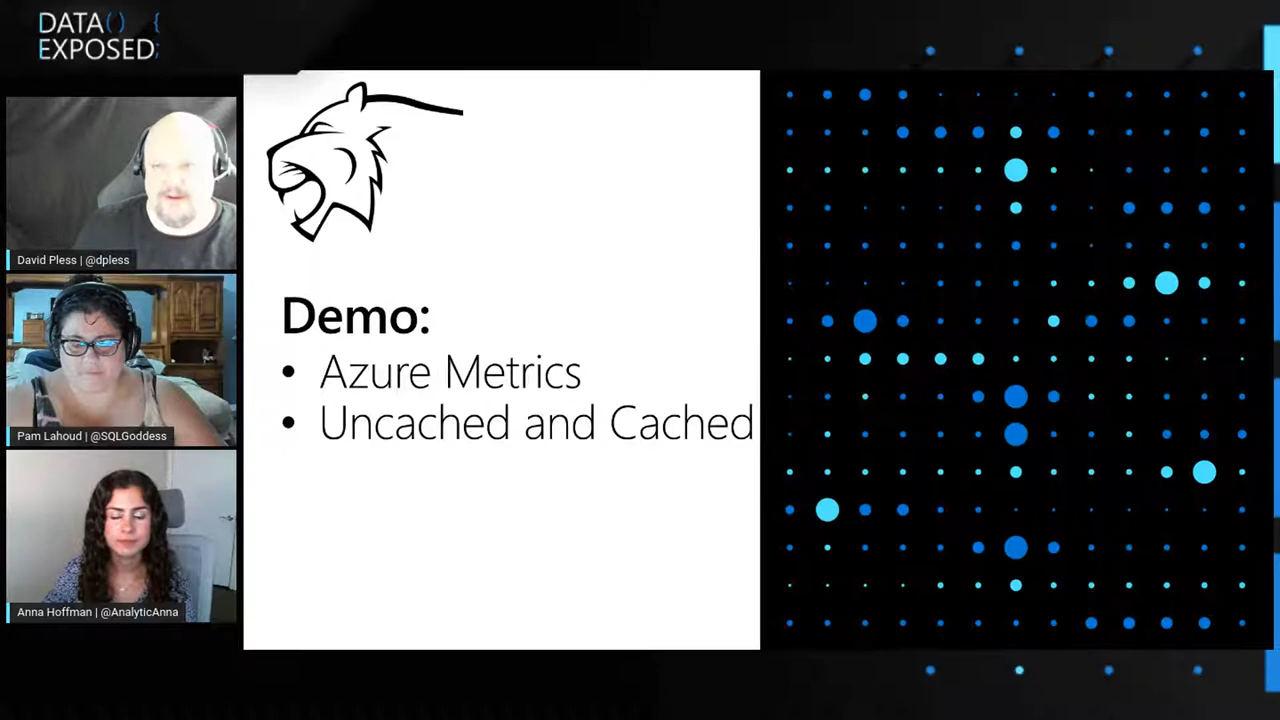 DATA() {
EXPOSED;
David Pless | @dpless
Pam Lahoud | @SQLGoddess
Anna Hoffman | @AnalyticAnna
Demo:
• Azure Metrics
• Uncached and Cached